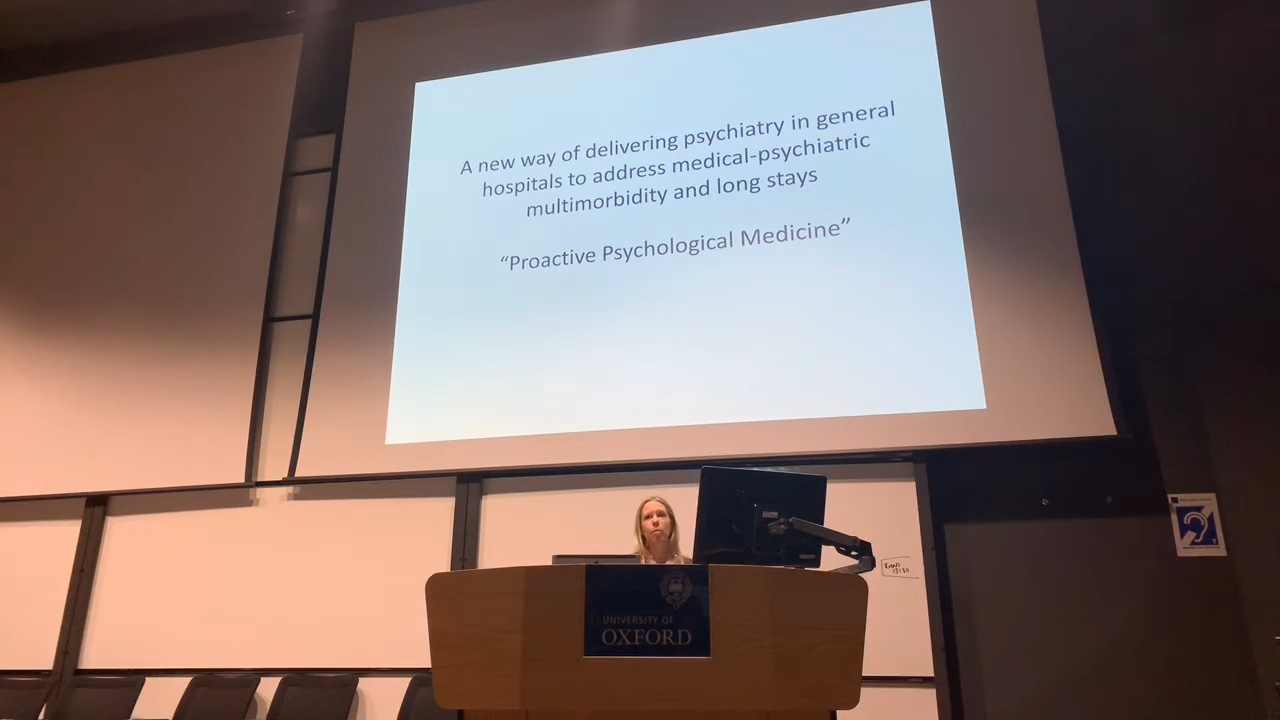 A new way of delivering psychiatry in general
hospitals to address medical-psychiatric
multimorbidity and long stays
“Proactive Psychological Medicine”
UNIVERSITY OF
OXFORD